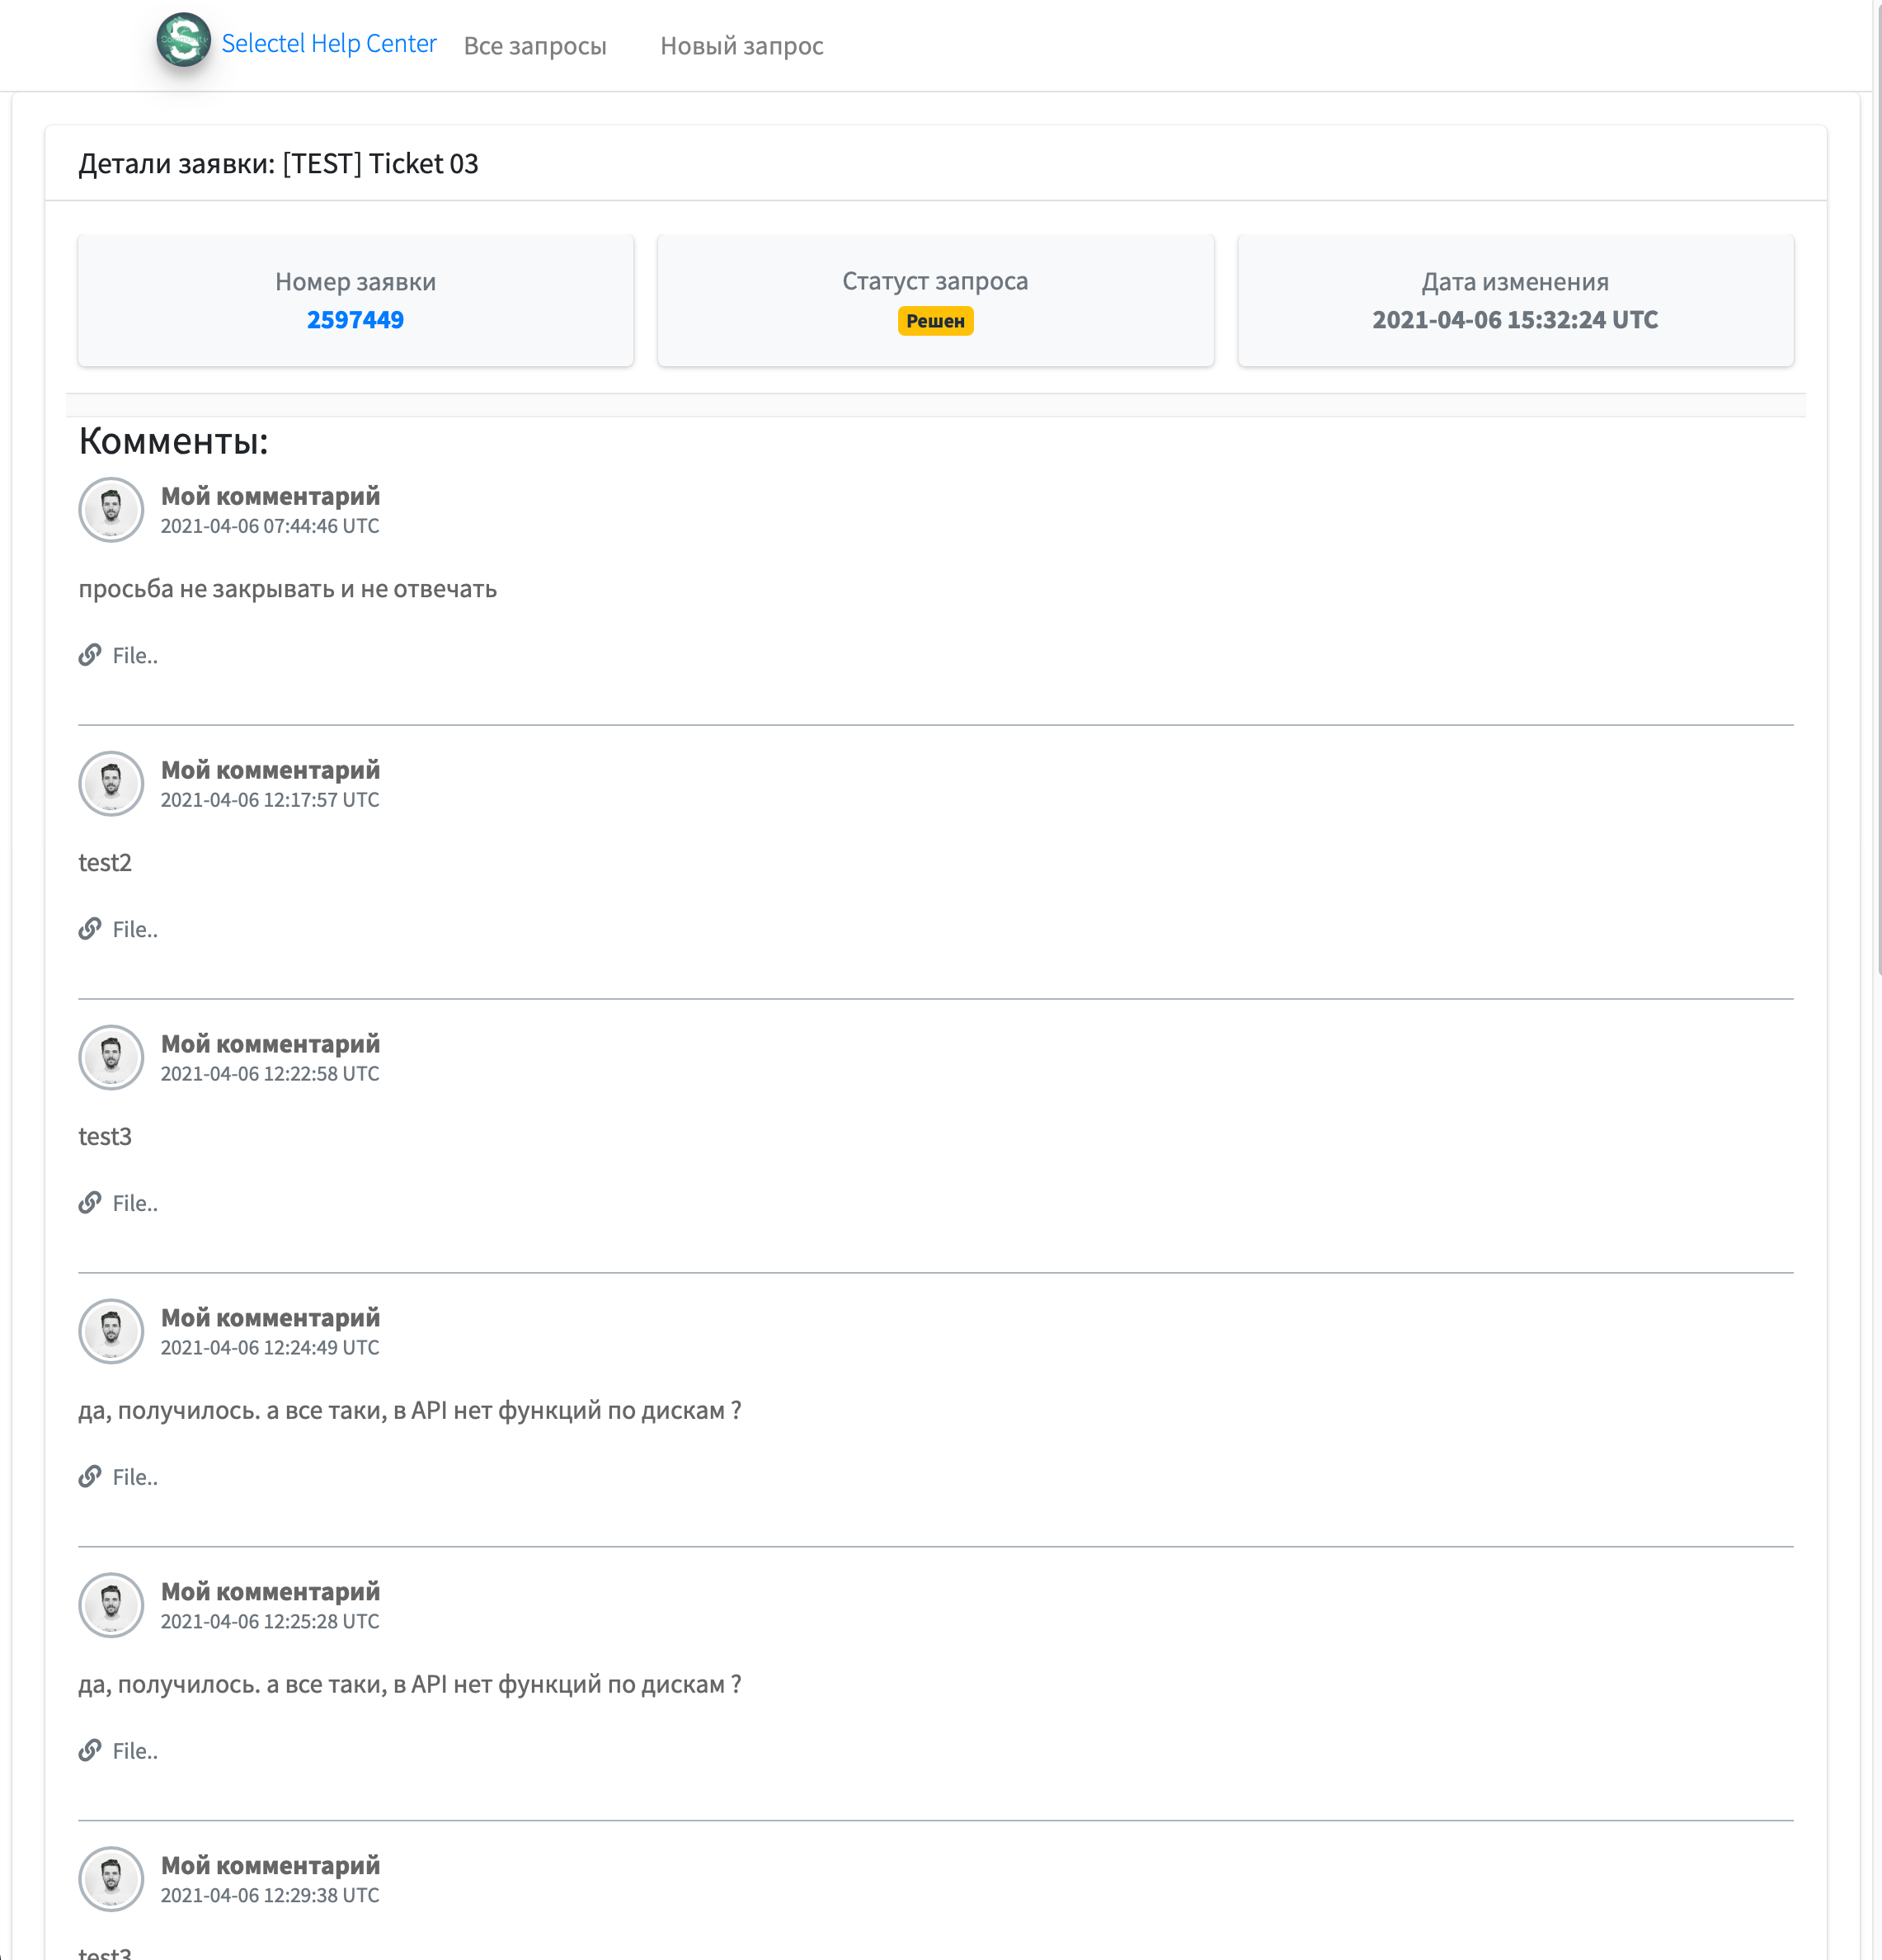 Selectel Help Center Все запросы Новый запрос
Детали заявки: [TEST] Ticket 03
Номер заявки Статуст запроса Дата изменения
2597449 Решен 2021-04-06 15:32:24 UTC
Комменты:
Мой комментарий
2021-04-06 07:44:46 UTC
просьба не закрывать и не отвечать
File..
Мой комментарий
2021-04-06 12:17:57 UTC
test2
File..
Мой комментарий
2021-04-06 12:22:58 UTC
test3
File..
Мой комментарий
2021-04-06 12:24:49 UTC
да, получилось. а все таки, в API нет функций по дискам ?
File..
Мой комментарий
2021-04-06 12:25:28 UTC
да, получилось. а все таки, в API нет функций по дискам ?
File..
Мой комментарий
2021-04-06 12:29:38 UTC
test3